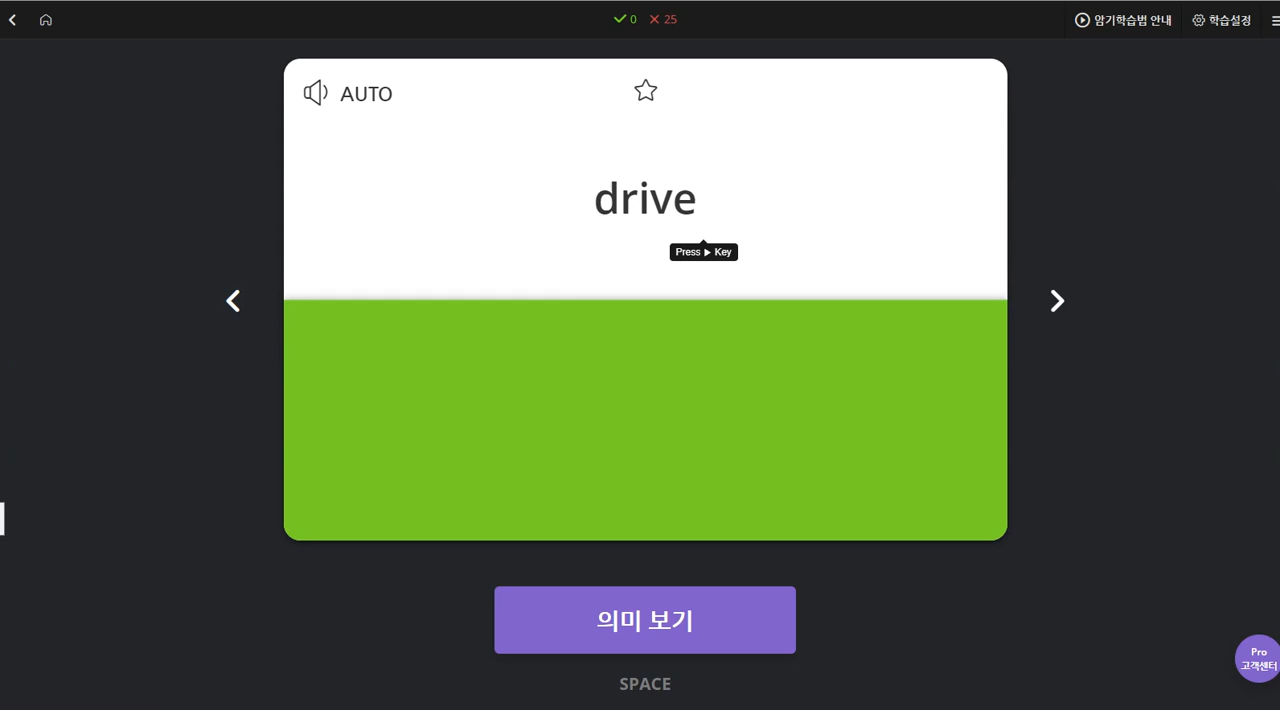 0 25 암기학습법 안내 학습설정
AUTO
drive
Press ▶ Key
의미 보기
SPACE
Pro
고객센터